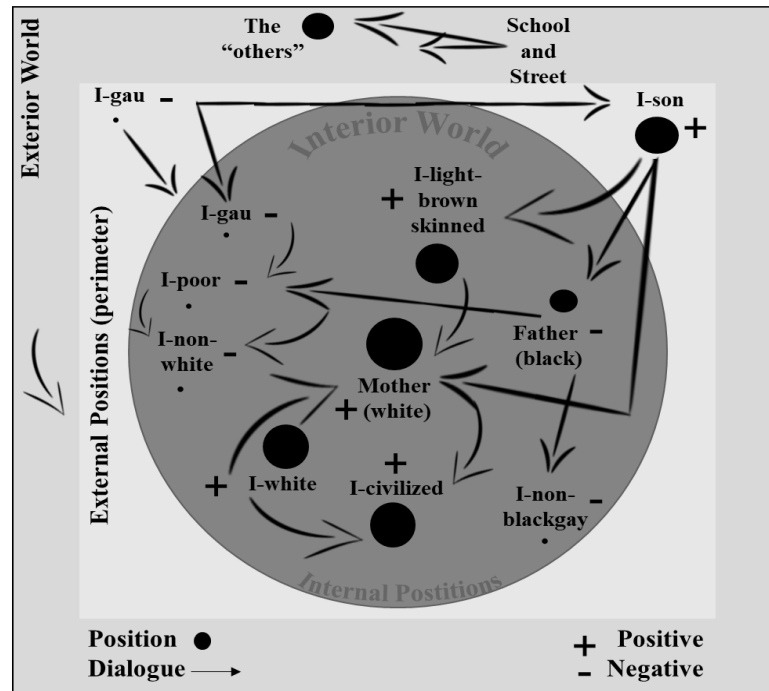 The
“others”
School
and
Street
Exterior World
I-gau -
I-son
+
Interior World
I-light-
+ brown
skinned
I-gau -
I-poor -
I-non-
white -
Father -
(black)
External Positions (perimeter)
Mother
+ (white)
+
I-white
+
I-civilized
I-non- -
blackgay
Internal Postitions
Position
Dialogue
+ Positive
- Negative